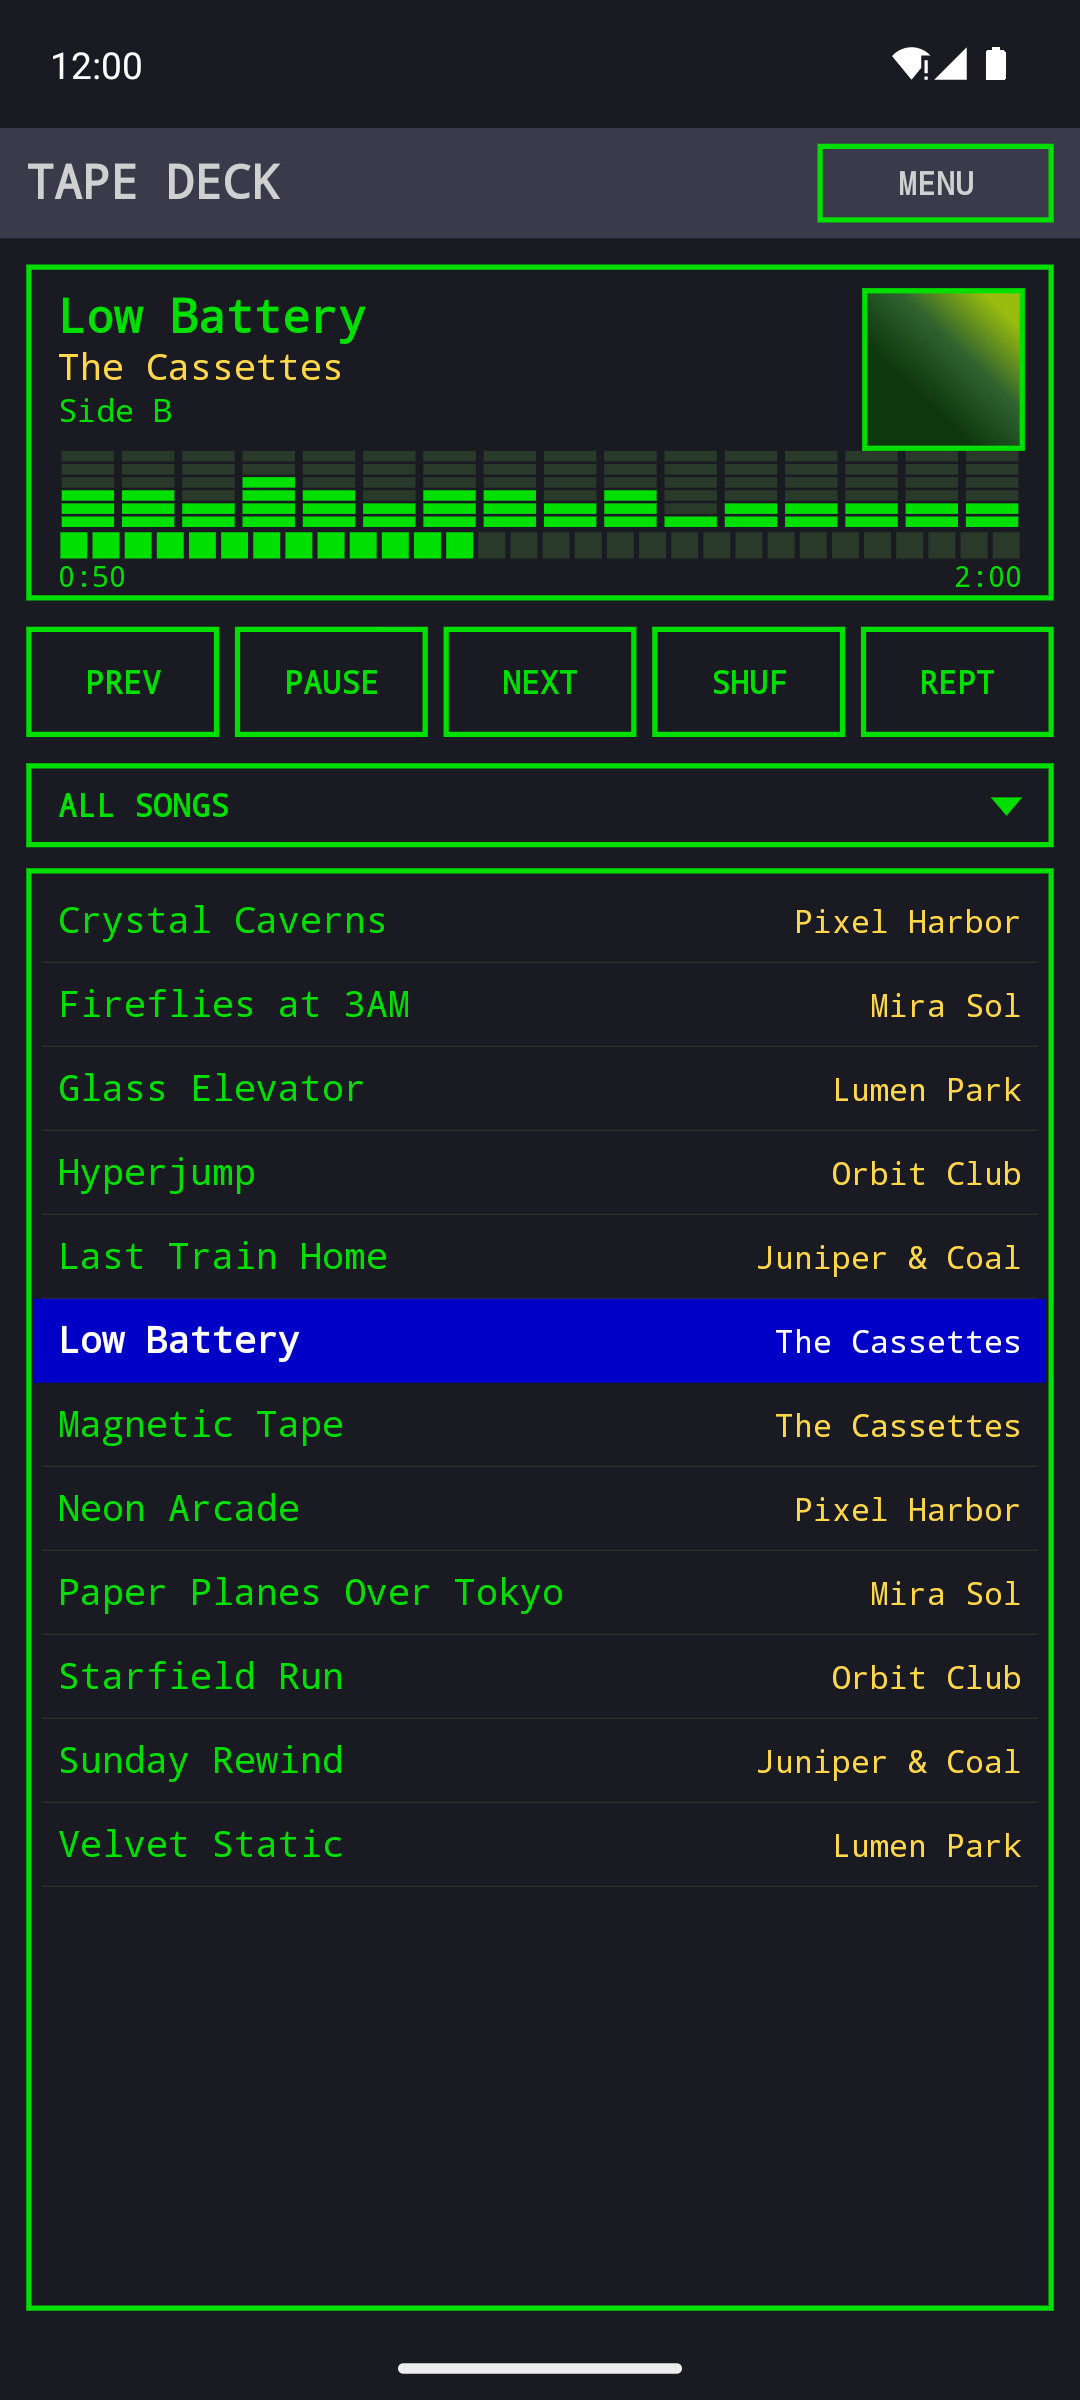 12:00
TAPE DECK
MENU
Low Battery
The Cassettes
Side B
0:50 2:00
PREV PAUSE NEXT SHUF REPT
ALL SONGS
Crystal Caverns Pixel Harbor
Fireflies at 3AM Mira Sol
Glass Elevator Lumen Park
Hyperjump Orbit Club
Last Train Home Juniper & Coal
Low Battery The Cassettes
Magnetic Tape The Cassettes
Neon Arcade Pixel Harbor
Paper Planes Over Tokyo Mira Sol
Starfield Run Orbit Club
Sunday Rewind Juniper & Coal
Velvet Static Lumen Park